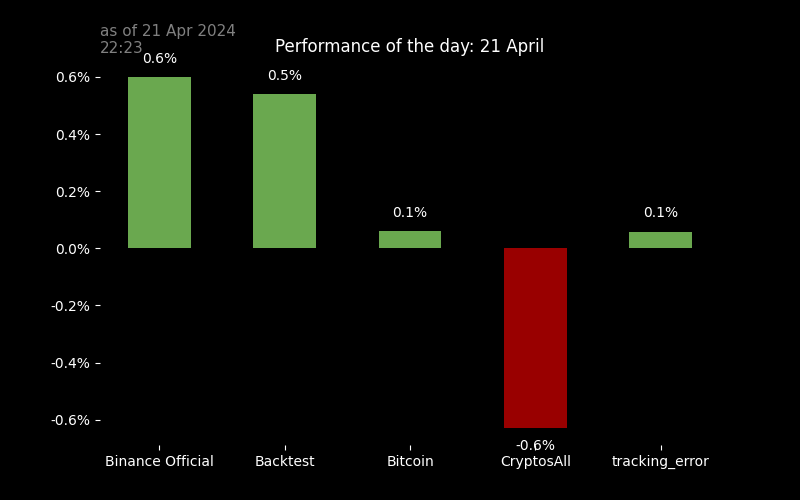 as of 21 Apr 2024
22:23
Performance of the day: 21 April
0.6%
0.5%
0.1%
-0.6%
0.1%
0.6%
0.4%
0.2%
0.0%
-0.2%
-0.4%
-0.6%
Binance Official
Backtest
Bitcoin
CryptosAll
tracking_error